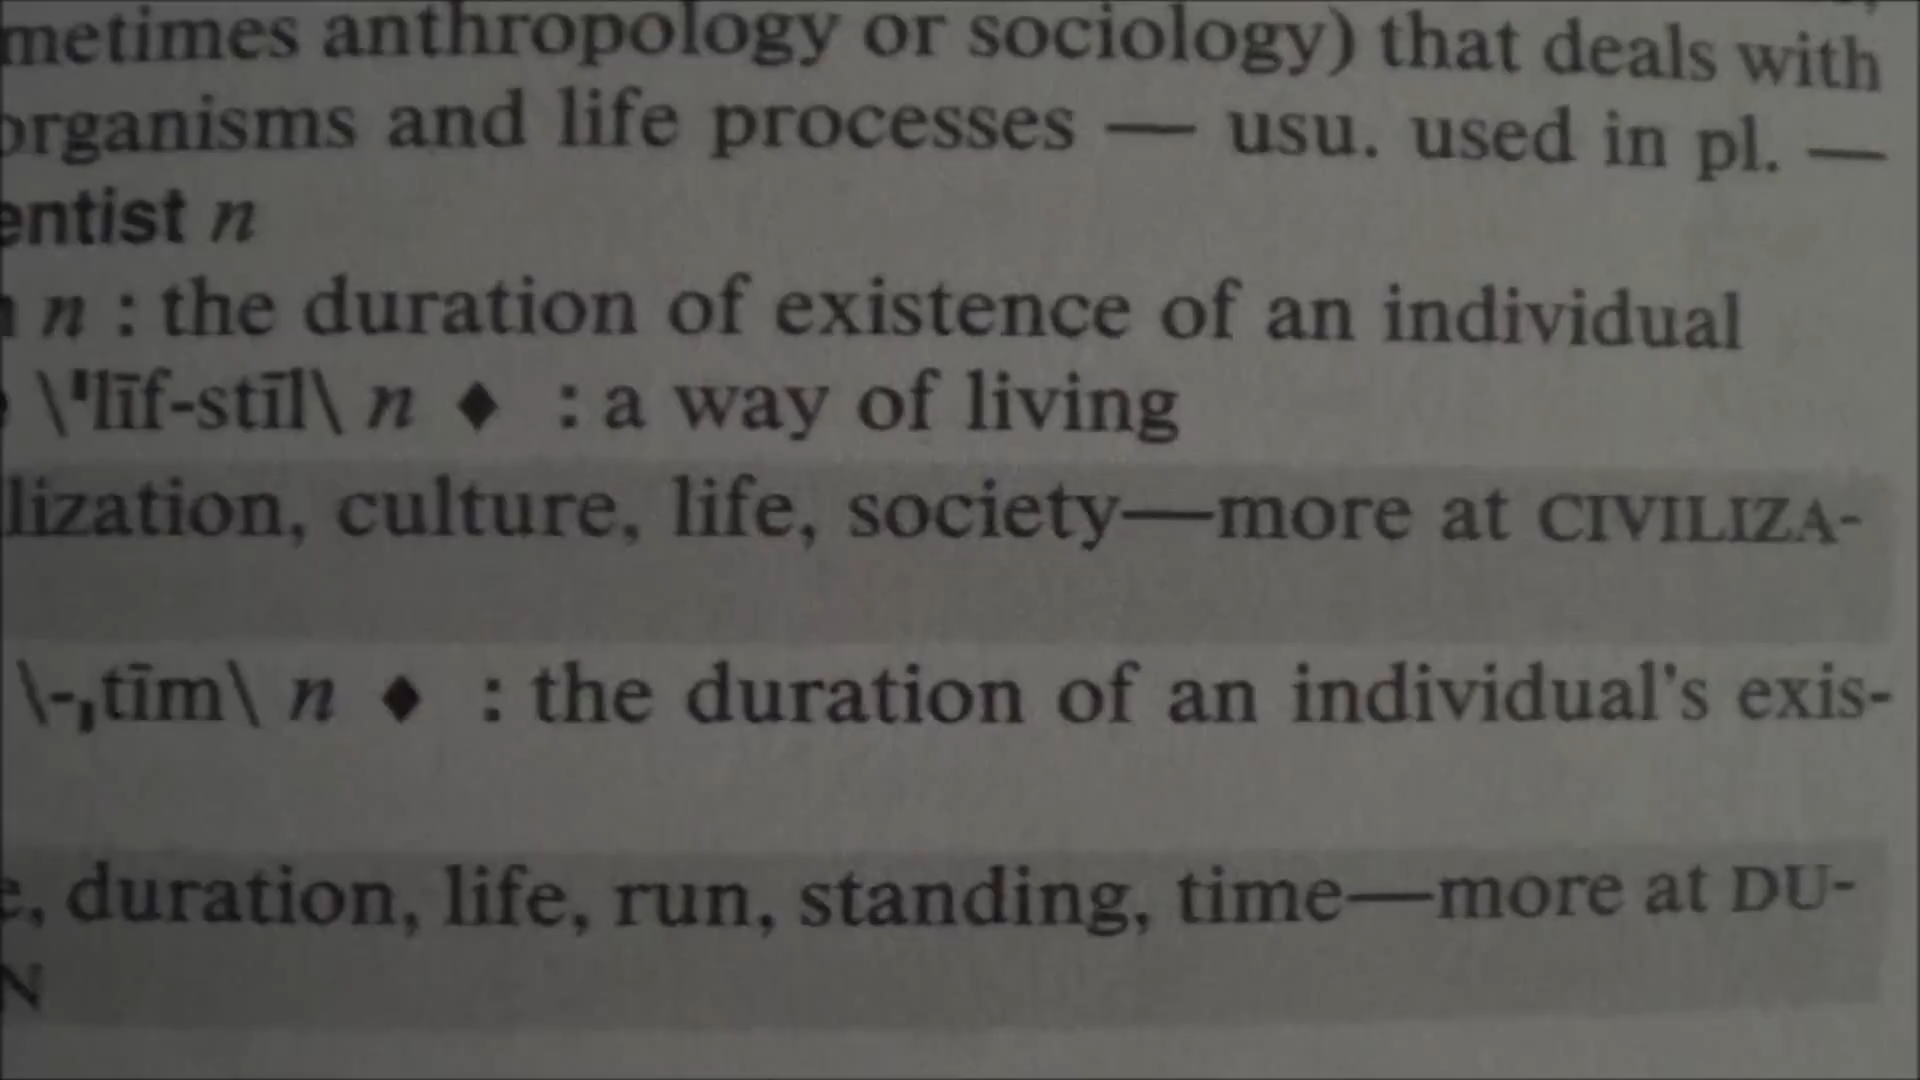 metimes anthropology or sociology) that deals with
organisms and life processes — usu. used in pl. —
entist n
n : the duration of existence of an individual
\ˈlīf-stīl\ n ♦ : a way of living
lization, culture, life, society—more at CIVILIZA-
\-ˌtīm\ n ♦ : the duration of an individual's exis-
e, duration, life, run, standing, time—more at DU-
N